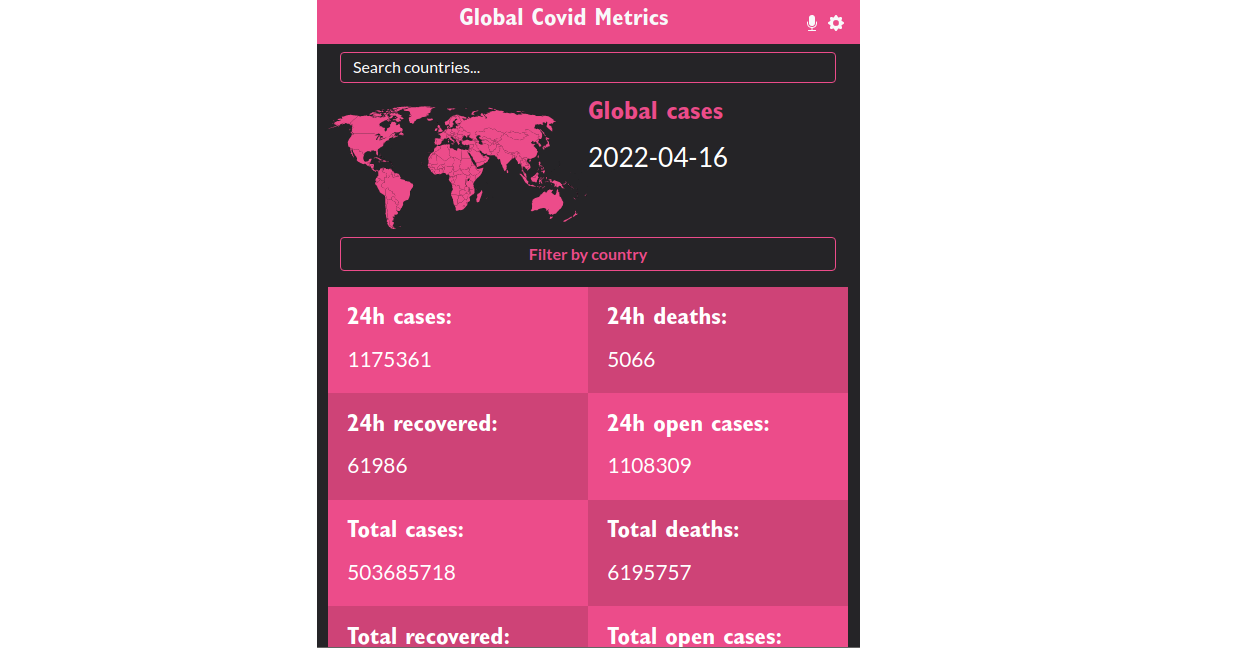 Global Covid Metrics
Search countries...
Global cases
2022-04-16
Filter by country
24h cases:
1175361
24h deaths:
5066
24h recovered:
61986
24h open cases:
1108309
Total cases:
503685718
Total deaths:
6195757
Total recovered:
Total open cases: